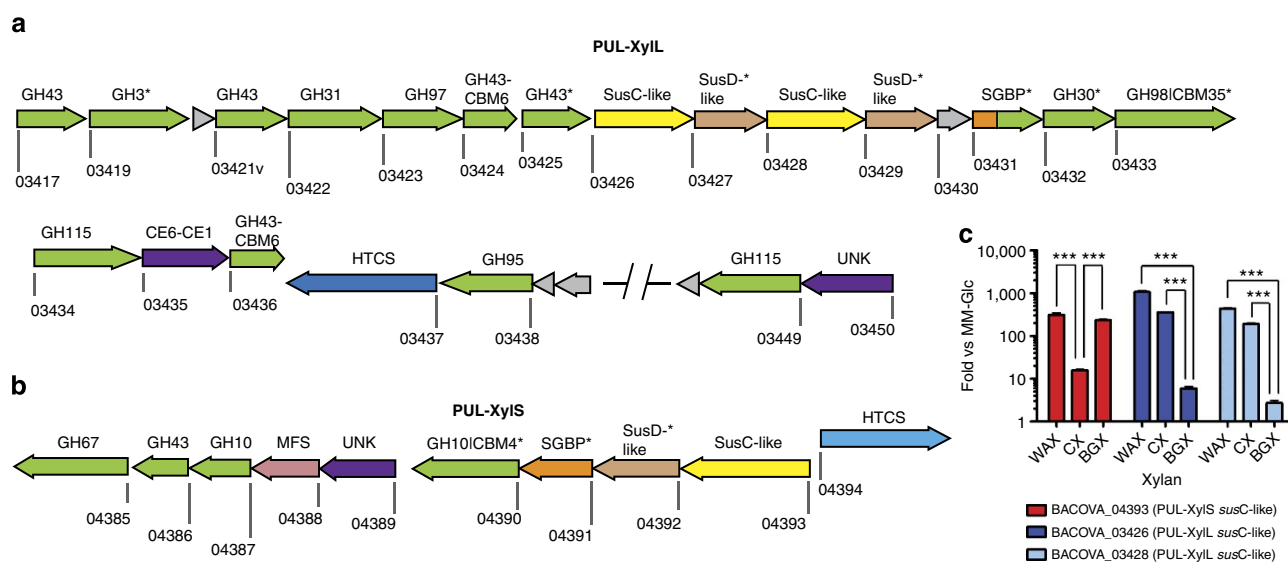 a
PUL-XylL
GH43 GH3* GH43 GH31 GH97 GH43-CBM6 GH43* SusC-like SusD-*like SusC-like SusD-*like SGBP* GH30* GH98|CBM35*
03417 03419 03421v 03422 03423 03424 03425 03426 03427 03428 03429 03430 03431 03432 03433
GH115 CE6-CE1 GH43-CBM6 HTCS GH95 GH115 UNK
03434 03435 03436 03437 03438 03449 03450
b
PUL-XylS
GH67 GH43 GH10 MFS UNK GH10|CBM4* SGBP* SusD-*like SusC-like HTCS
04385 04386 04387 04388 04389 04390 04391 04392 04393 04394
c
Fold vs MM-Glc
10,000
1,000
100
10
1
*** *** *** *** *** ***
WAX CX BGX WAX CX BGX WAX CX BGX
Xylan
BACOVA_04393 (PUL-XylS susC-like)
BACOVA_03426 (PUL-XylL susC-like)
BACOVA_03428 (PUL-XylL susC-like)